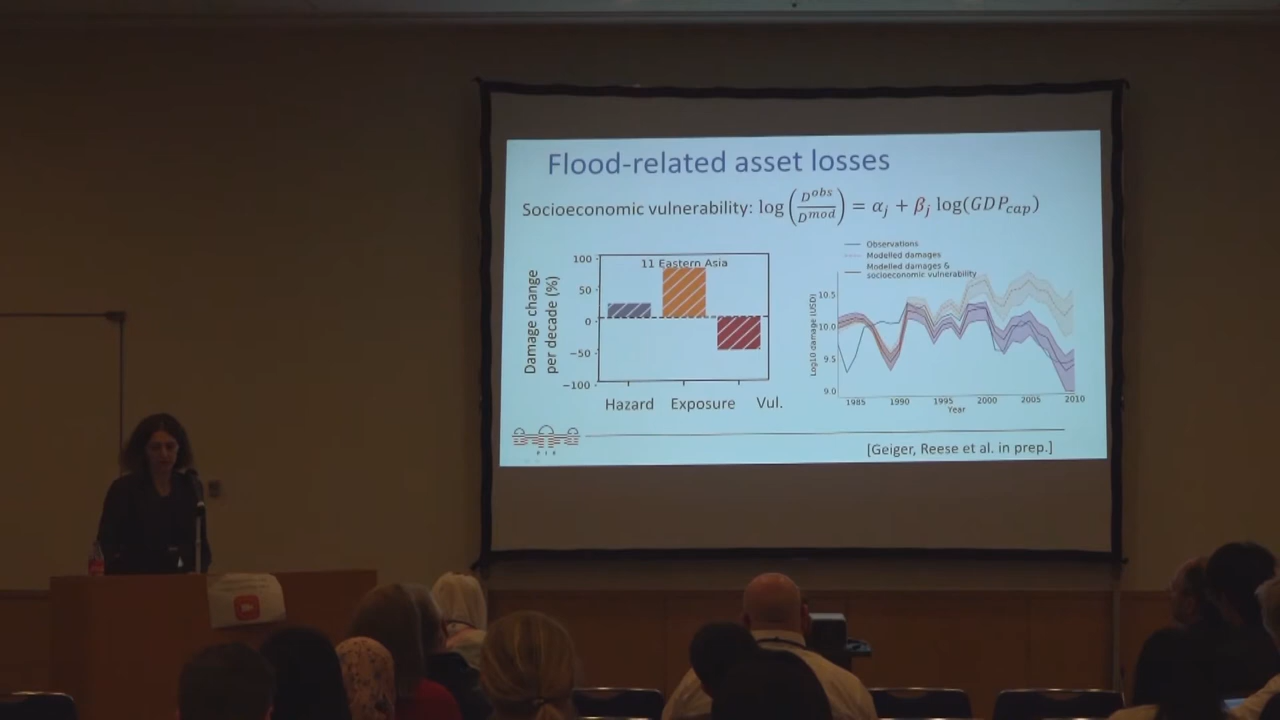 Flood-related asset losses
Socioeconomic vulnerability: log(D^obs/D^mod) = α_j + β_j log(GDP_cap)
Damage change
per decade (%)
100
50
0
−50
−100
11 Eastern Asia
Hazard Exposure Vul.
Observations
Modelled damages
Modelled damages &
socioeconomic vulnerability
Log10 damage (USD)
10.5
10.0
9.5
9.0
1985 1990 1995 2000 2005 2010
Year
P I K
[Geiger, Reese et al. in prep.]